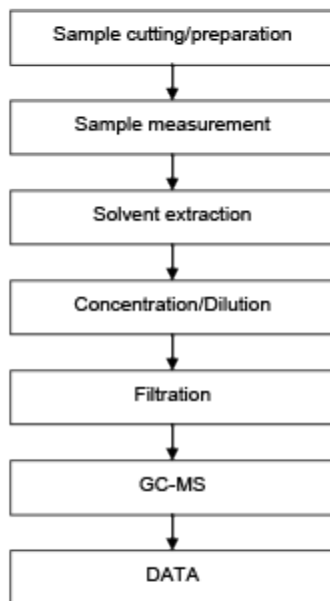 Sample cutting/preparation
Sample measurement
Solvent extraction
Concentration/Dilution
Filtration
GC-MS
DATA